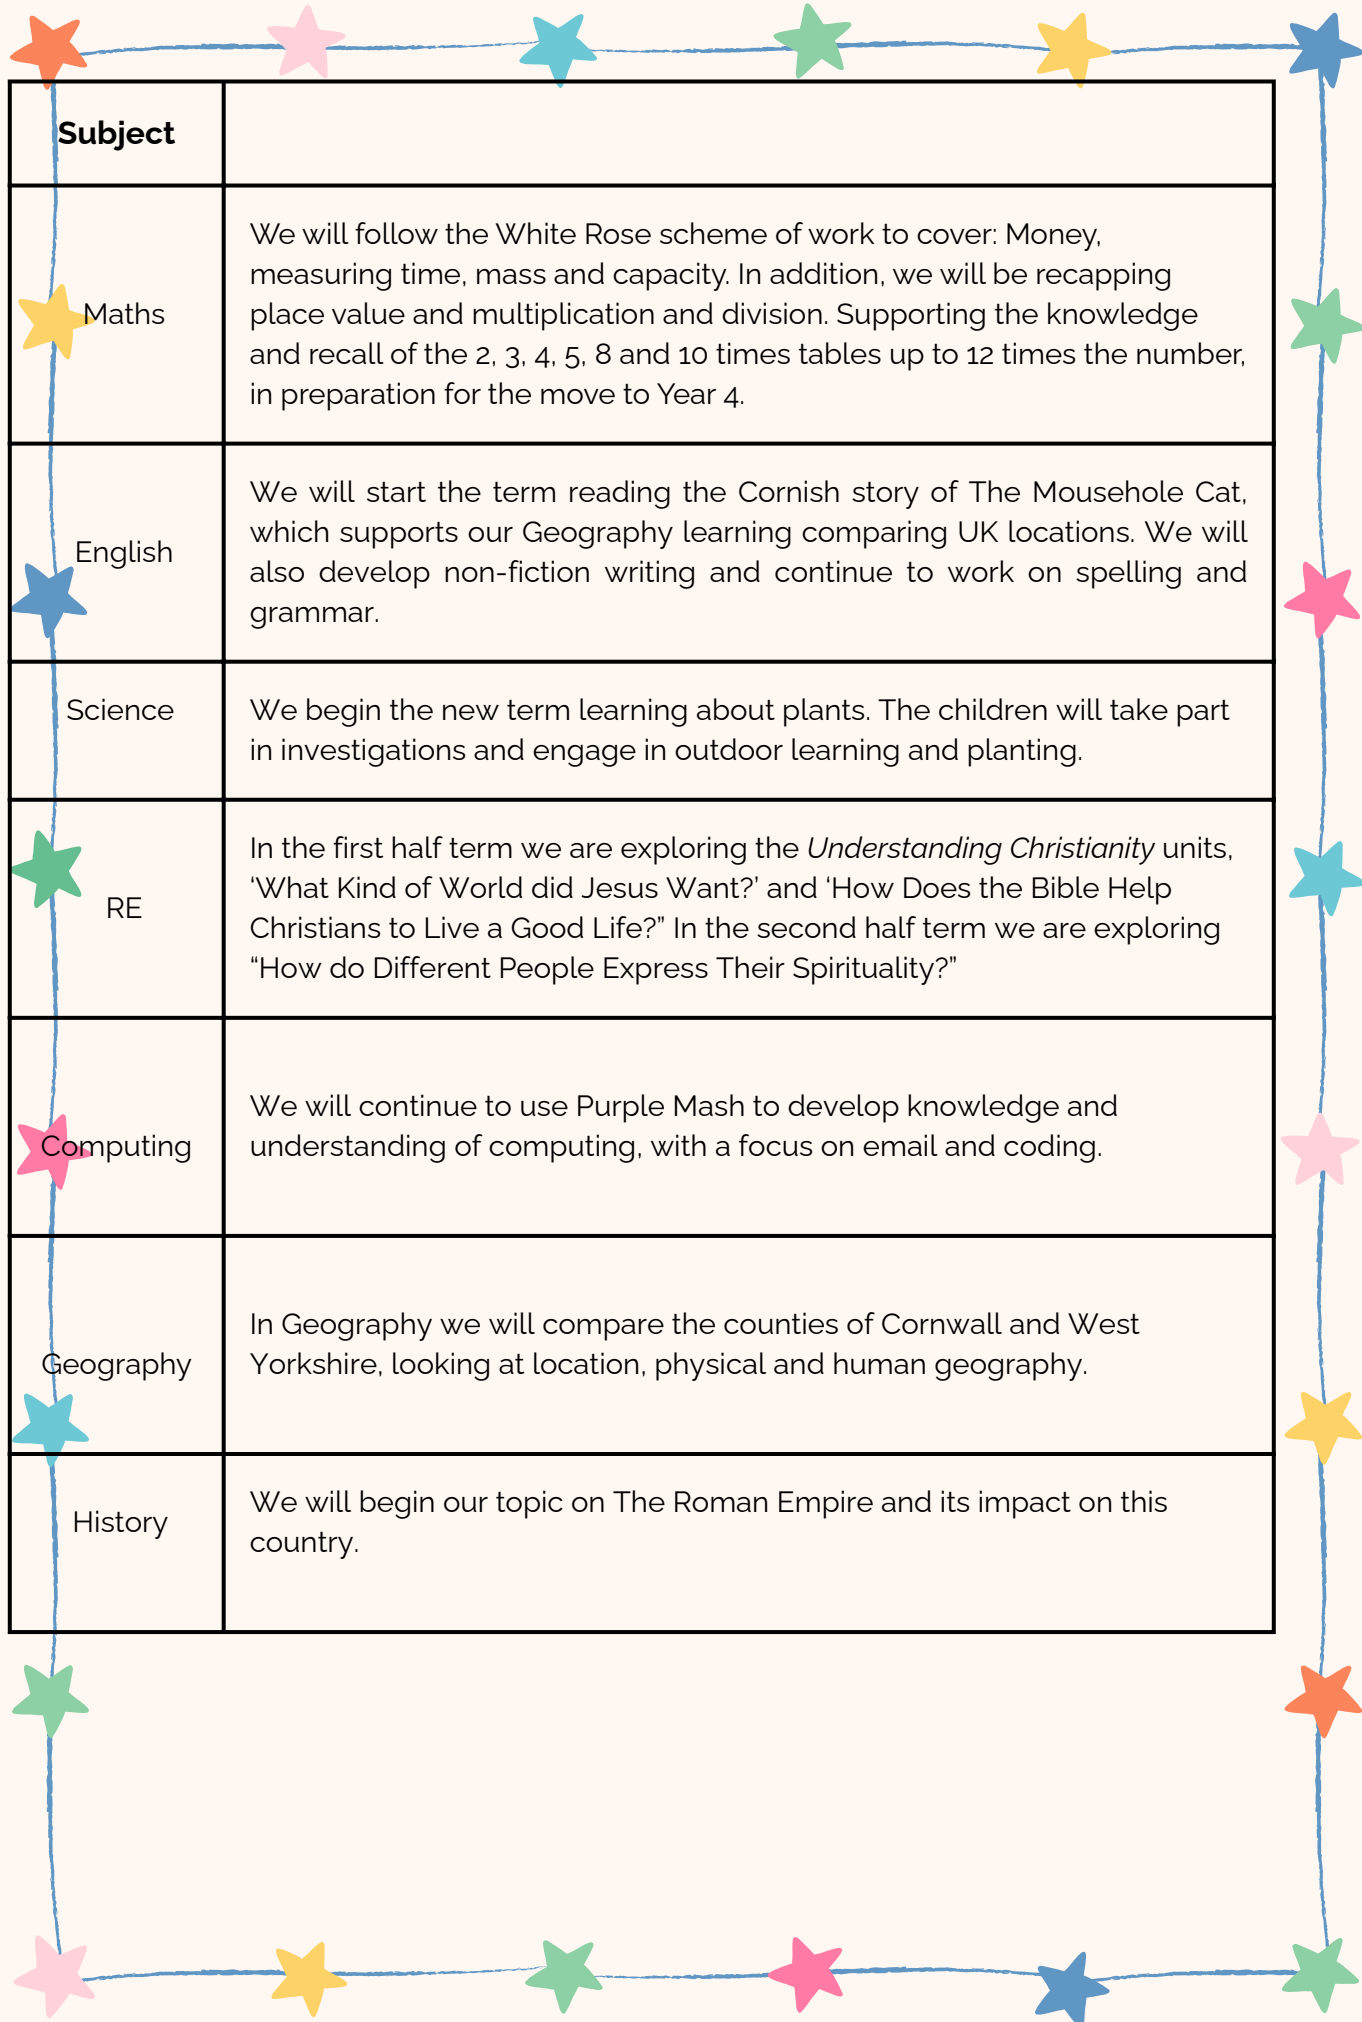 Subject
Maths
We will follow the White Rose scheme of work to cover: Money,
measuring time, mass and capacity. In addition, we will be recapping
place value and multiplication and division. Supporting the knowledge
and recall of the 2, 3, 4, 5, 8 and 10 times tables up to 12 times the number,
in preparation for the move to Year 4.
English
We will start the term reading the Cornish story of The Mousehole Cat,
which supports our Geography learning comparing UK locations. We will
also develop non-fiction writing and continue to work on spelling and
grammar.
Science
We begin the new term learning about plants. The children will take part
in investigations and engage in outdoor learning and planting.
RE
In the first half term we are exploring the Understanding Christianity units,
‘What Kind of World did Jesus Want?’ and ‘How Does the Bible Help
Christians to Live a Good Life?” In the second half term we are exploring
“How do Different People Express Their Spirituality?”
Computing
We will continue to use Purple Mash to develop knowledge and
understanding of computing, with a focus on email and coding.
Geography
In Geography we will compare the counties of Cornwall and West
Yorkshire, looking at location, physical and human geography.
History
We will begin our topic on The Roman Empire and its impact on this
country.